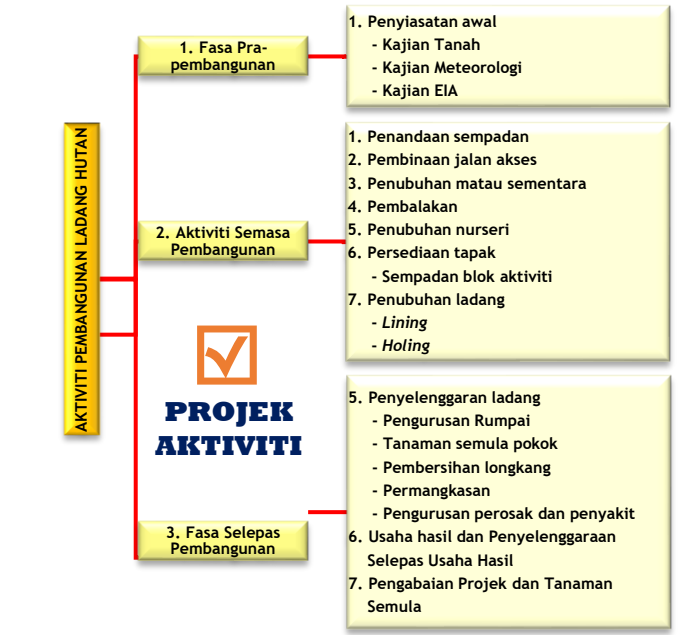 AKTIVITI PEMBANGUNAN LADANG HUTAN
1. Fasa Pra-
pembangunan
1. Penyiasatan awal
- Kajian Tanah
- Kajian Meteorologi
- Kajian EIA
2. Aktiviti Semasa
Pembangunan
1. Penandaan sempadan
2. Pembinaan jalan akses
3. Penubuhan matau sementara
4. Pembalakan
5. Penubuhan nurseri
6. Persediaan tapak
- Sempadan blok aktiviti
7. Penubuhan ladang
- Lining
- Holing
PROJEK
AKTIVITI
3. Fasa Selepas
Pembangunan
5. Penyelenggaran ladang
- Pengurusan Rumpai
- Tanaman semula pokok
- Pembersihan longkang
- Permangkasan
- Pengurusan perosak dan penyakit
6. Usaha hasil dan Penyelenggaraan
Selepas Usaha Hasil
7. Pengabaian Projek dan Tanaman
Semula